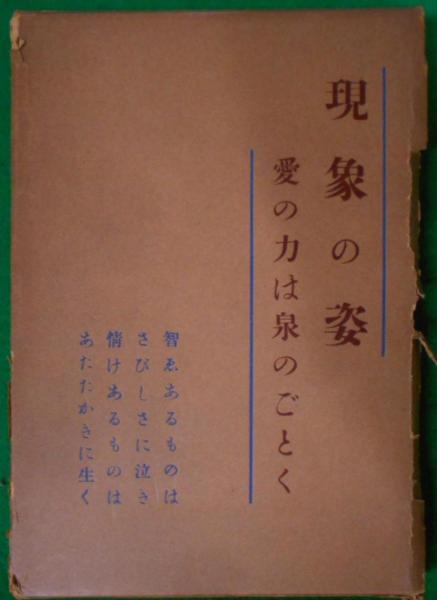 現象の姿
愛の力は泉のごとく
智ゑあるものは
さびしさに泣き
情けあるものは
あたたかきに生く